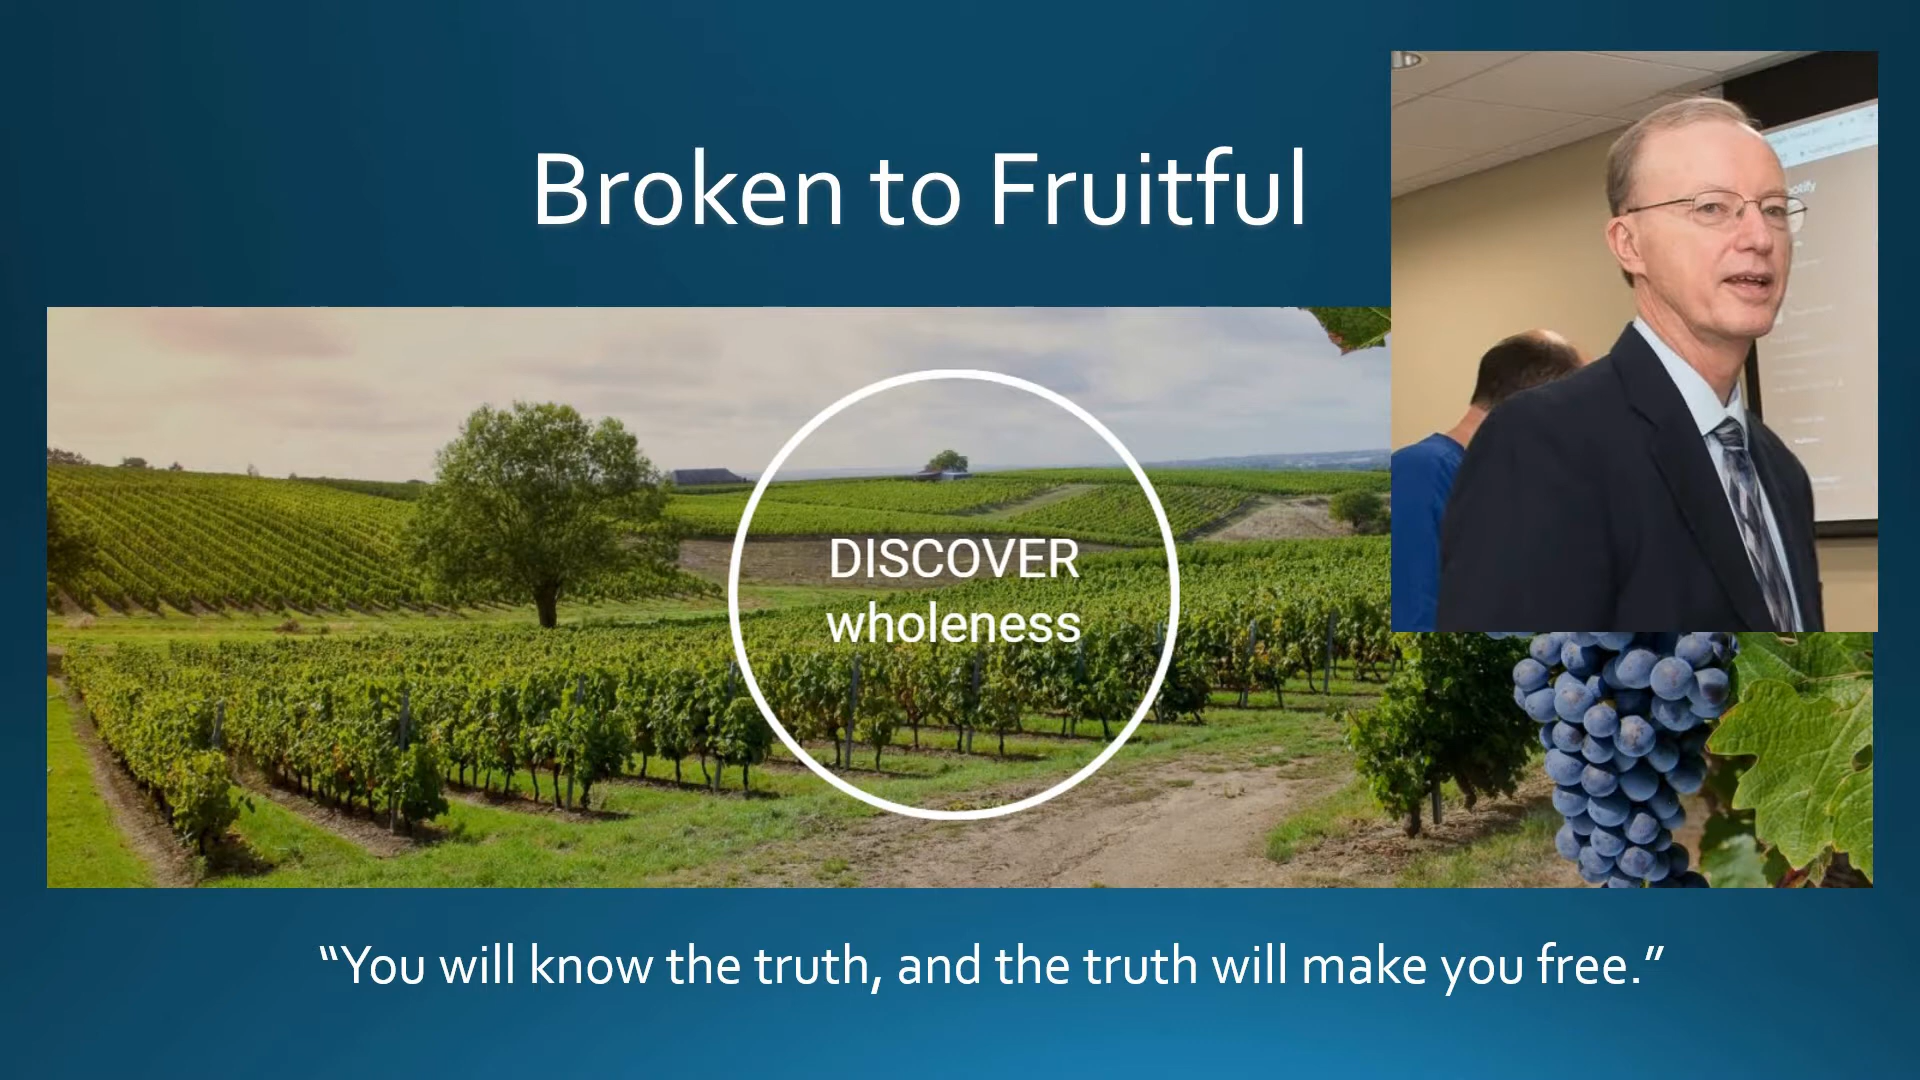 Broken to Fruitful
DISCOVER
wholeness
“You will know the truth, and the truth will make you free.”